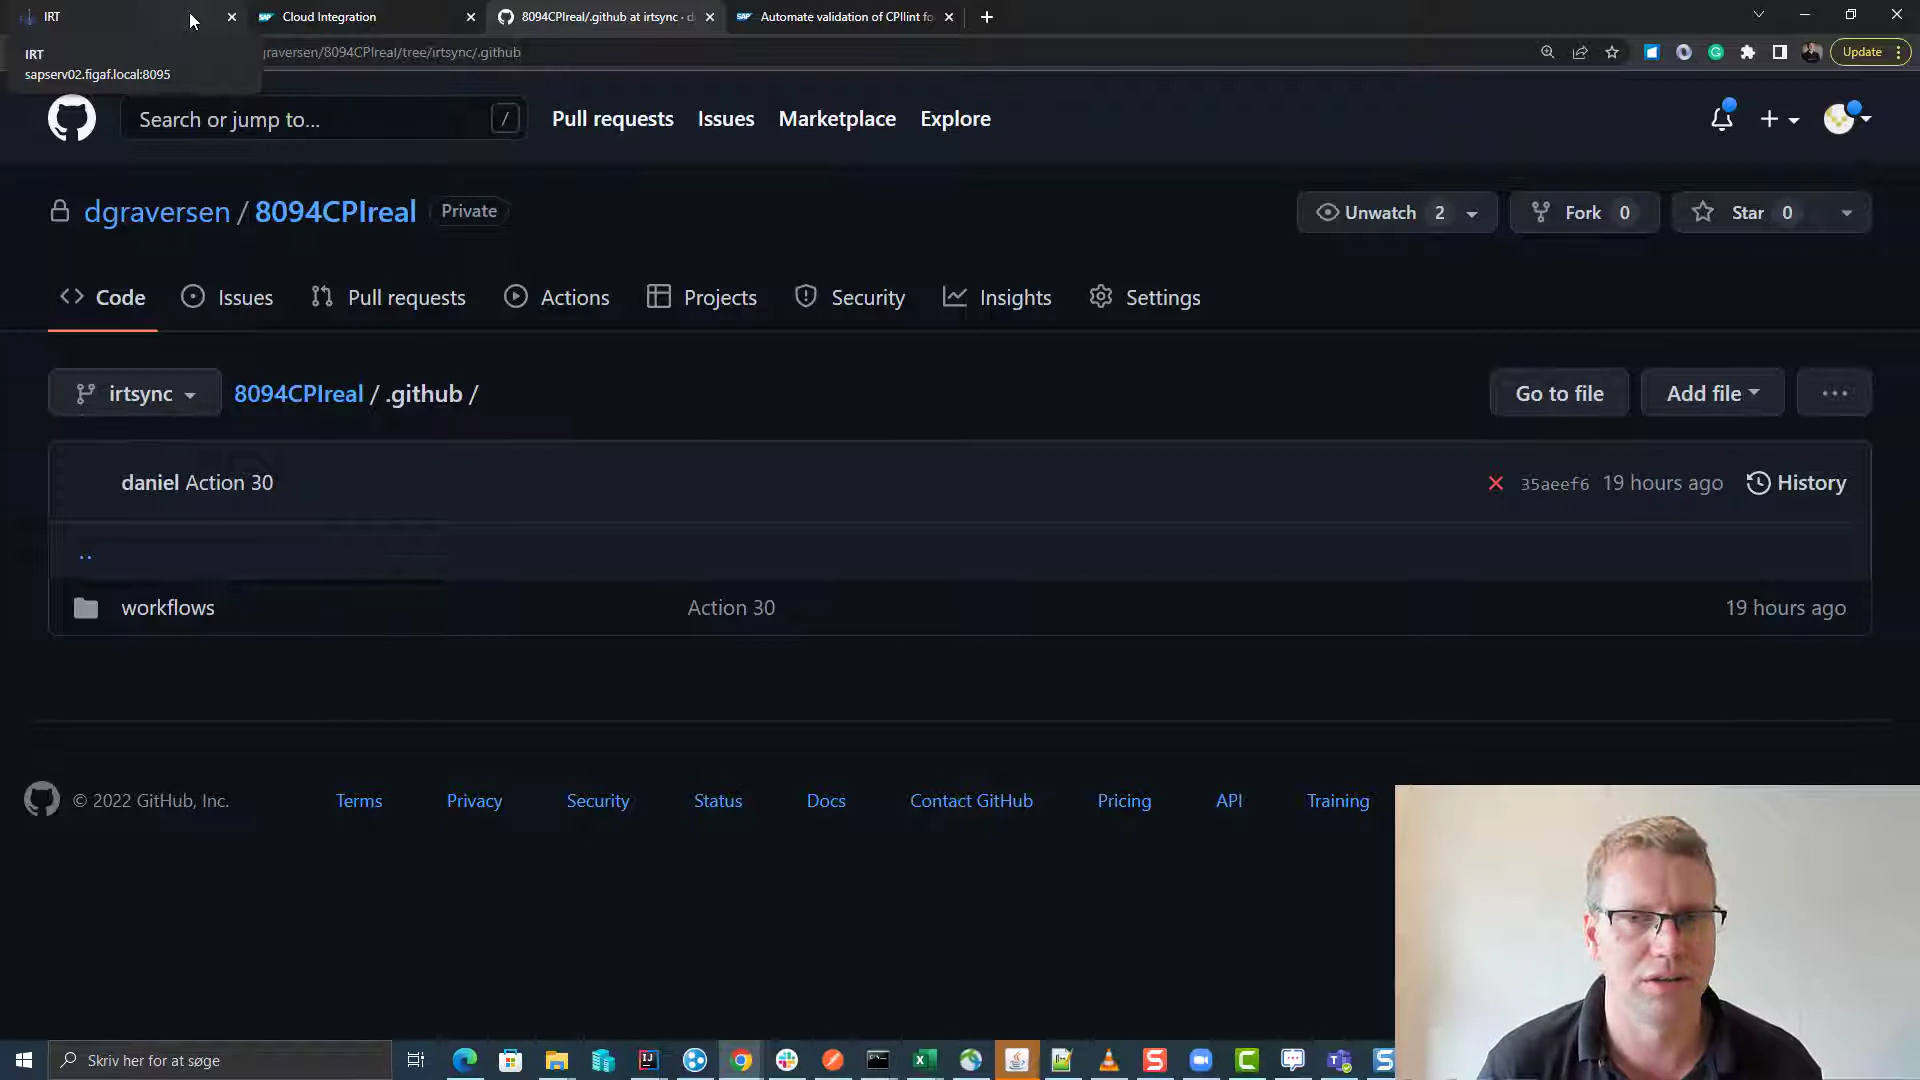 IRT
Cloud Integration
8094CPIreal/.github at irtsync · d
Automate validation of CPIlint fo
IRT
sapserv02.figaf.local:8095
graversen/8094CPIreal/tree/irtsync/.github
Update
Search or jump to...
/
Pull requests
Issues
Marketplace
Explore
dgraversen / 8094CPIreal
Private
Unwatch 2
Fork 0
Star 0
Code
Issues
Pull requests
Actions
Projects
Security
Insights
Settings
irtsync
8094CPIreal / .github /
Go to file
Add file
daniel Action 30
35aeef6
19 hours ago
History
..
workflows
Action 30
19 hours ago
© 2022 GitHub, Inc.
Terms
Privacy
Security
Status
Docs
Contact GitHub
Pricing
API
Training
Skriv her for at søge